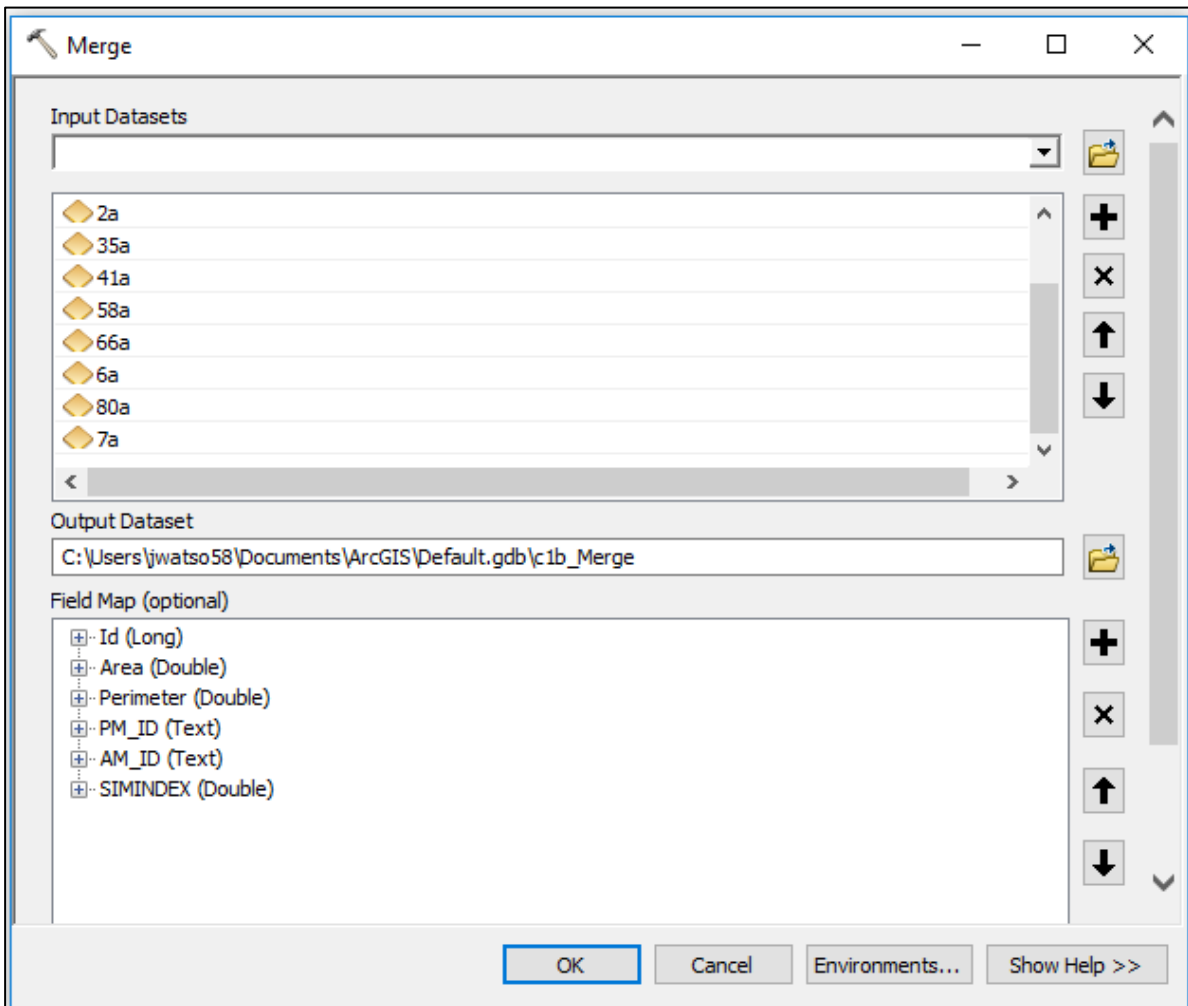 Merge
Input Datasets
2a
35a
41a
58a
66a
6a
80a
7a
Output Dataset
C:\Users\jwatso58\Documents\ArcGIS\Default.gdb\c1b_Merge
Field Map (optional)
Id (Long)
Area (Double)
Perimeter (Double)
PM_ID (Text)
AM_ID (Text)
SIMINDEX (Double)
OK Cancel Environments... Show Help >>